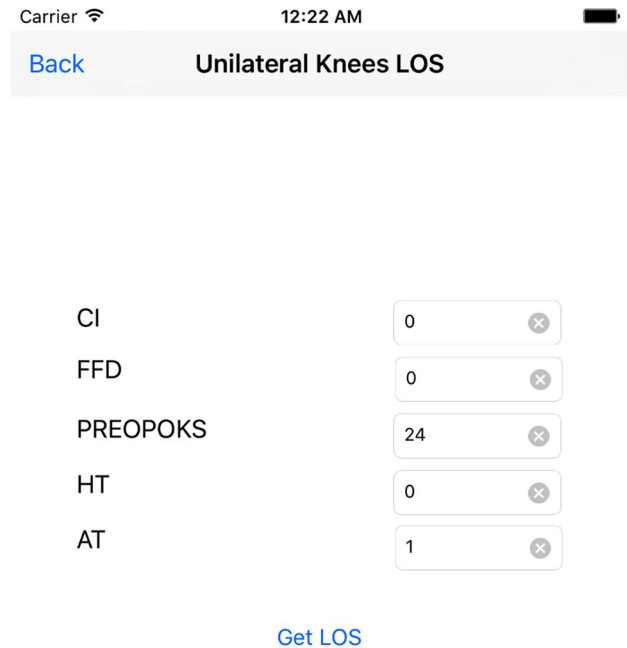 Carrier 12:22 AM
Back Unilateral Knees LOS
CI 0
FFD 0
PREOPOKS 24
HT 0
AT 1
Get LOS